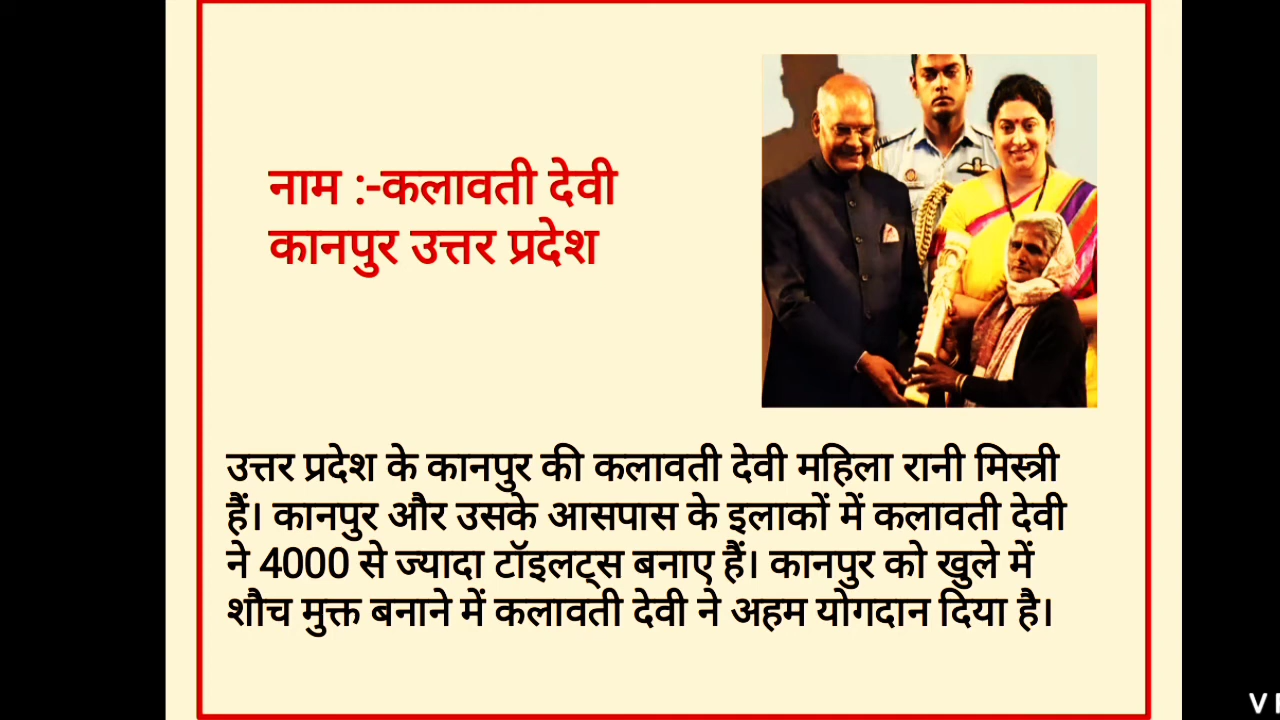 नाम :-कलावती देवी
कानपुर उत्तर प्रदेश
उत्तर प्रदेश के कानपुर की कलावती देवी महिला रानी मिस्त्री
हैं। कानपुर और उसके आसपास के इलाकों में कलावती देवी
ने 4000 से ज्यादा टॉइलट्स बनाए हैं। कानपुर को खुले में
शौच मुक्त बनाने में कलावती देवी ने अहम योगदान दिया है।